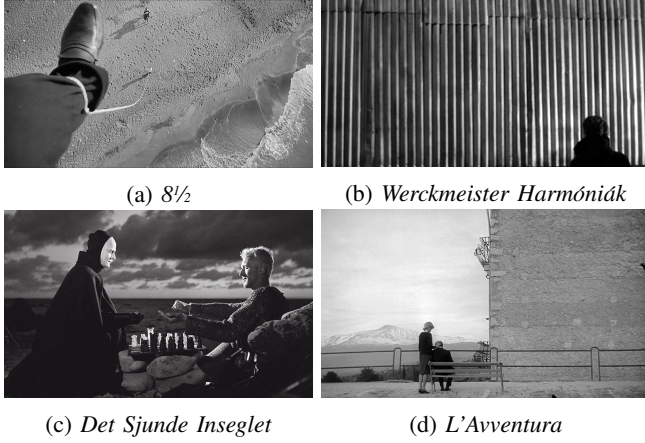 (a) 8½
(b) Werckmeister Harmóniák
(c) Det Sjunde Inseglet
(d) L'Avventura